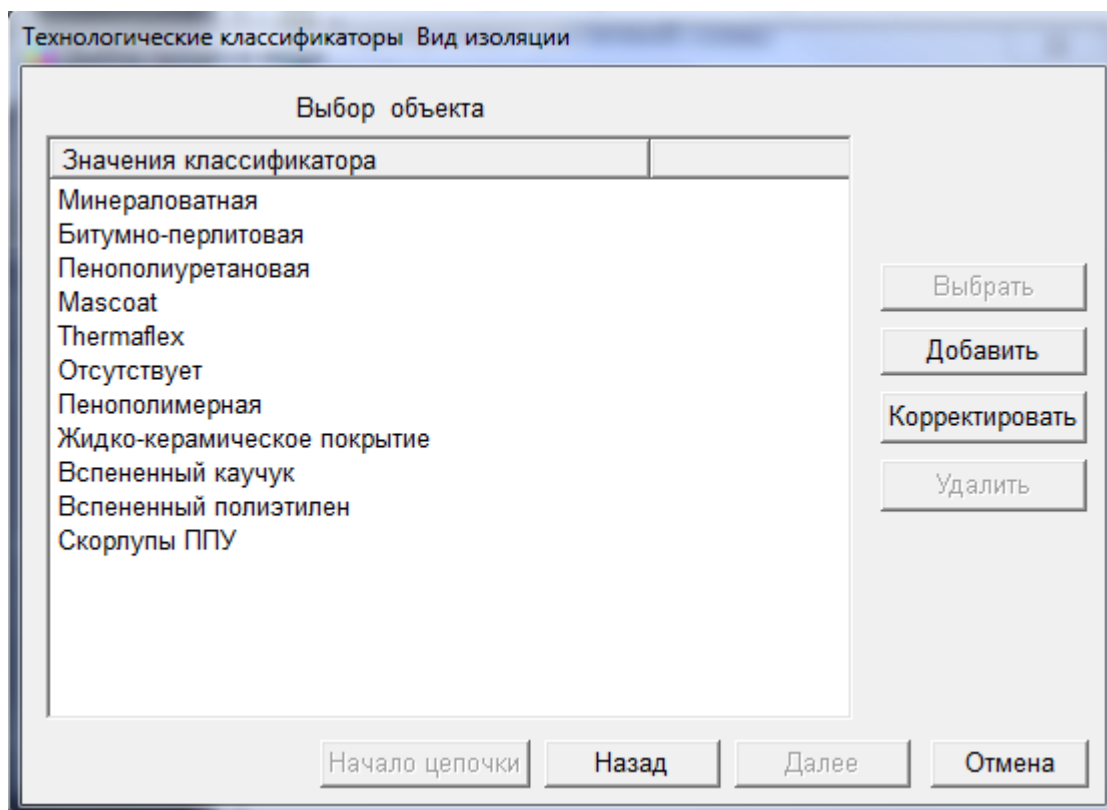 Технологические классификаторы Вид изоляции
Выбор объекта
Значения классификатора
Минераловатная
Битумно-перлитовая
Пенополиуретановая
Mascoat
Thermaflex
Отсутствует
Пенополимерная
Жидко-керамическое покрытие
Вспененный каучук
Вспененный полиэтилен
Скорлупы ППУ
Выбрать
Добавить
Корректировать
Удалить
Начало цепочки
Назад
Далее
Отмена